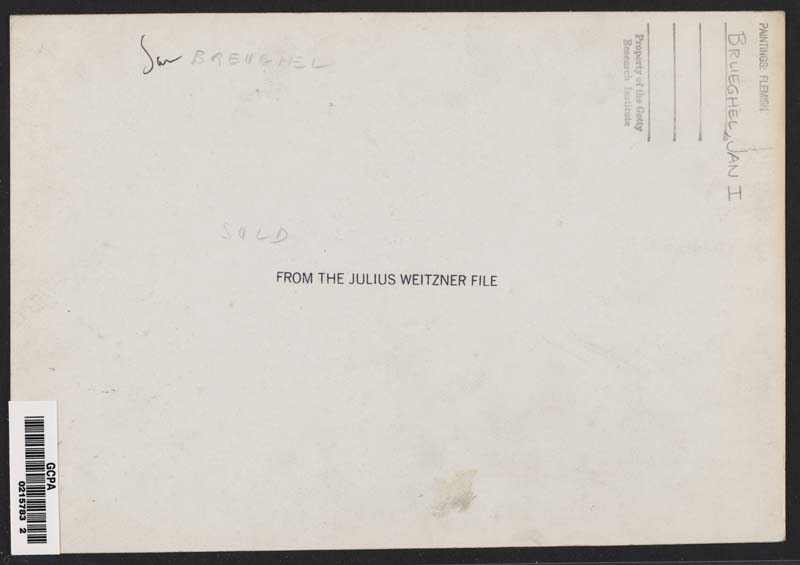 Jan BREUGHEL
PAINTINGS: FLEMISH
BRUEGHEL, JAN I
Property of the Getty
Research Institute
SOLD
FROM THE JULIUS WEITZNER FILE
GCPA
0215783 2